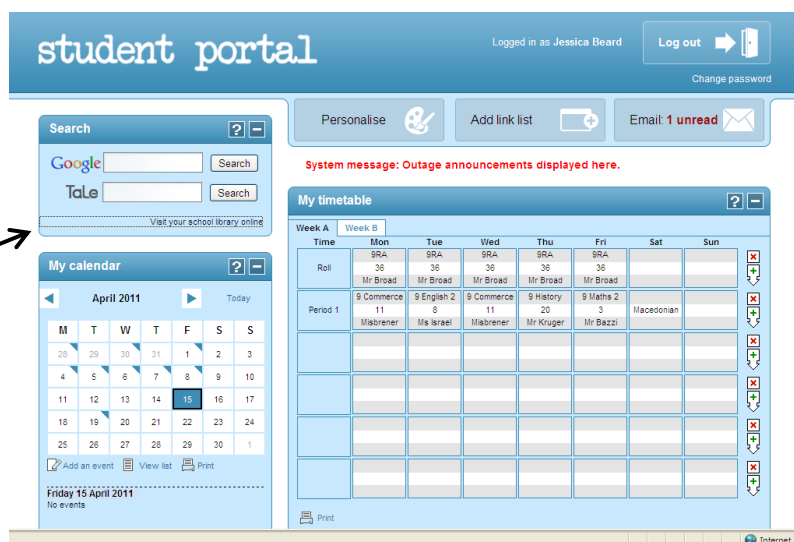 student portal
Logged in as Jessica Beard
Log out
Change password
Search
?
Google
Search
TaLe
Search
Visit your school library online
My calendar
?
April 2011
Today
M T W T F S S
28 29 30 31 1 2 3
4 5 6 7 8 9 10
11 12 13 14 15 16 17
18 19 20 21 22 23 24
25 26 27 28 29 30 1
Add an event
View list
Print
Friday 15 April 2011
No events
Personalise
Add link list
Email: 1 unread
System message: Outage announcements displayed here.
My timetable
?
Week A
Week B
Time Mon Tue Wed Thu Fri Sat Sun
9RA 9RA 9RA 9RA 9RA
Roll 36 36 36 36 36
Mr Broad Mr Broad Mr Broad Mr Broad Mr Broad
9 Commerce 9 English 2 9 Commerce 9 History 9 Maths 2
Period 1 11 8 11 20 3 Macedonian
Misbrener Ms Israel Misbrener Mr Kruger Mr Bazzi
Print
Internet